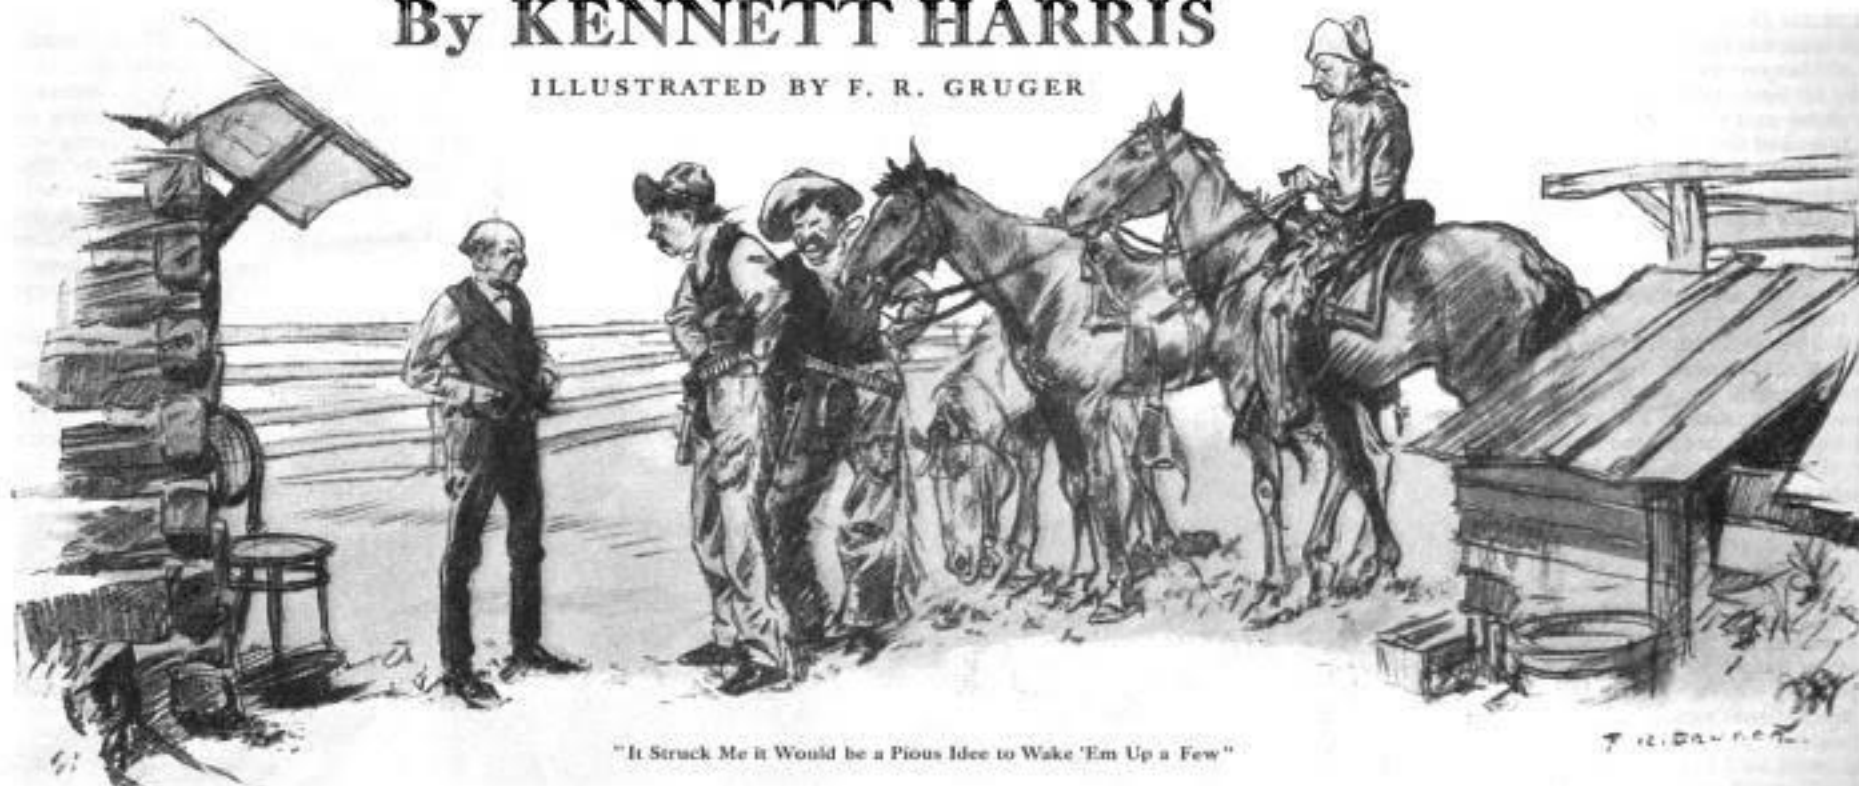 By KENNETT HARRIS
ILLUSTRATED BY F. R. GRUGER
"It Struck Me it Would be a Pious Idee to Wake 'Em Up a Few"
F. R. GRUGER